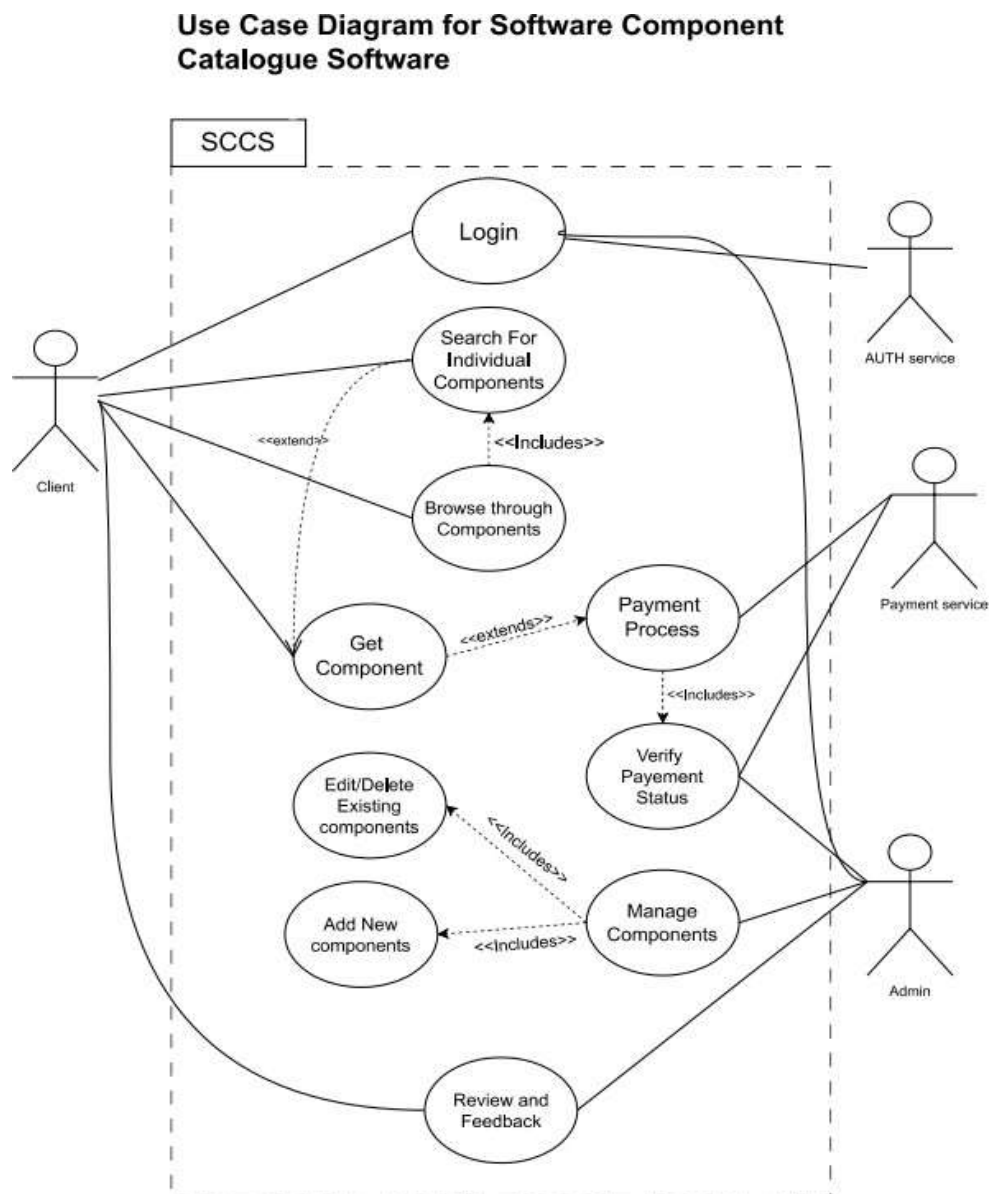 Use Case Diagram for Software Component
Catalogue Software
SCCS
Login
AUTH service
Search For
Individual
Components
<<extend>>
<<Includes>>
Client
Browse through
Components
Payment service
Payment
Process
<<extends>>
Get
Component
<<Includes>>
Verify
Payement
Status
Edit/Delete
Existing
components
<<Includes>>
Manage
Components
Add New
components
<<Includes>>
Admin
Review and
Feedback